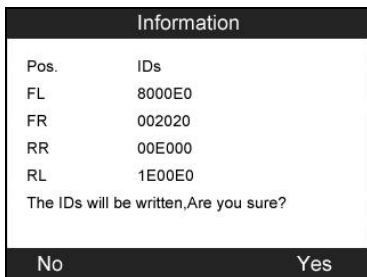 Information
Pos. IDs
FL 8000E0
FR 002020
RR 00E000
RL 1E00E0
The IDs will be written,Are you sure?
No Yes